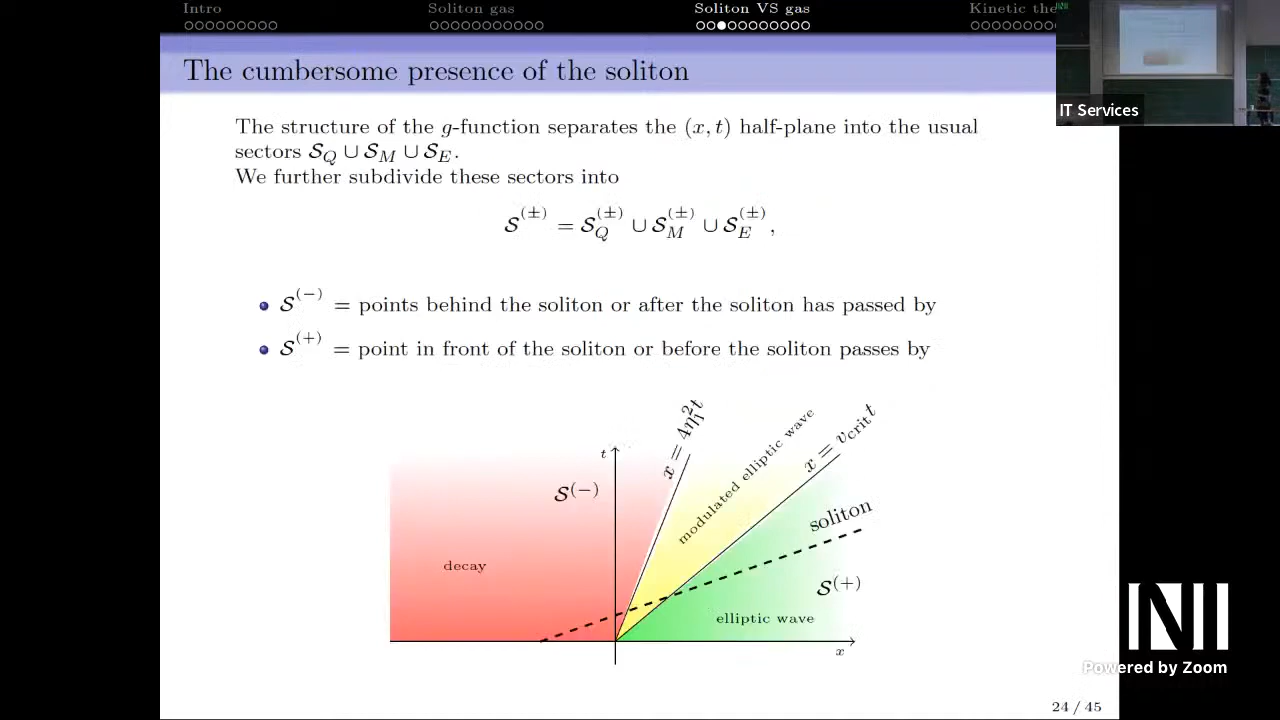 Intro
Soliton gas
Soliton VS gas
Kinetic the
The cumbersome presence of the soliton
IT Services
The structure of the g-function separates the (x, t) half-plane into the usual
sectors 𝒮_Q ∪ 𝒮_M ∪ 𝒮_E.
We further subdivide these sectors into
𝒮^(±) = 𝒮_Q^(±) ∪ 𝒮_M^(±) ∪ 𝒮_E^(±),
𝒮^(−) = points behind the soliton or after the soliton has passed by
𝒮^(+) = point in front of the soliton or before the soliton passes by
t
x = 4η₁²t
modulated elliptic wave
x = v_crit t
𝒮^(−)
soliton
decay
𝒮^(+)
elliptic wave
x
N
Powered by Zoom
24 / 45